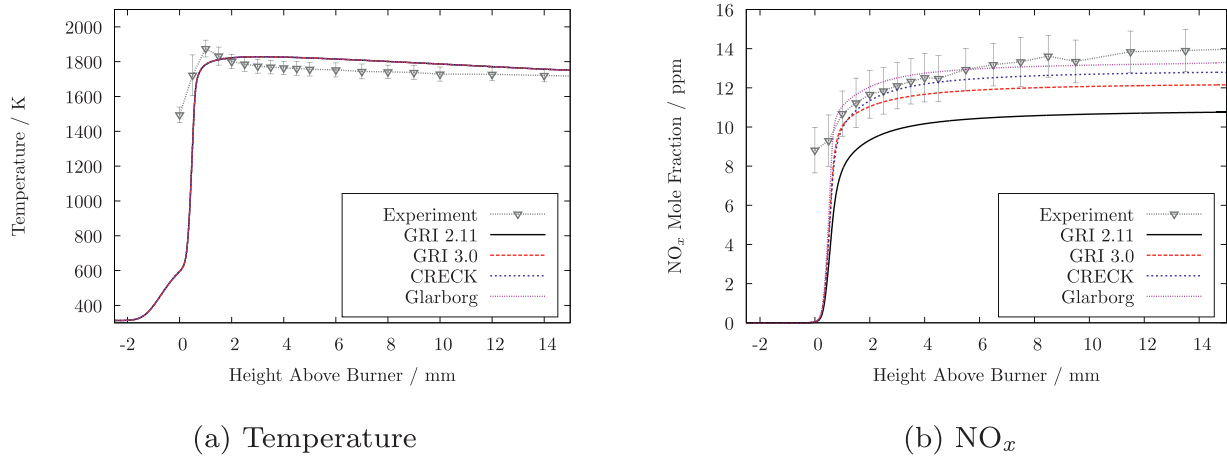 2000
1800
1600
1400
1200
1000
800
600
400
Temperature / K
-2 0 2 4 6 8 10 12 14
Height Above Burner / mm
Experiment
GRI 2.11
GRI 3.0
CRECK
Glarborg
(a) Temperature
16
14
12
10
8
6
4
2
0
NOx Mole Fraction / ppm
-2 0 2 4 6 8 10 12 14
Height Above Burner / mm
Experiment
GRI 2.11
GRI 3.0
CRECK
Glarborg
(b) NOx